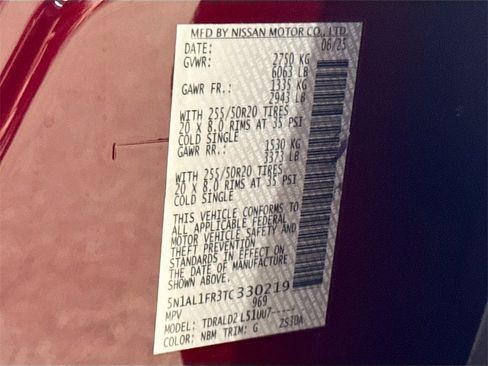 MFD BY NISSAN MOTOR CO., LTD.
DATE: 06/25
GVWR: 2750 KG
6063 LB
GAWR FR.: 1335 KG
2943 LB
WITH 255/50R20 TIRES
20 X 8.0 RIMS AT 35 PSI
COLD SINGLE
GAWR RR.: 1530 KG
3373 LB
WITH 255/50R20 TIRES
20 X 8.0 RIMS AT 35 PSI
COLD SINGLE
THIS VEHICLE CONFORMS TO
ALL APPLICABLE FEDERAL
MOTOR VEHICLE SAFETY AND
THEFT PREVENTION
STANDARDS IN EFFECT ON
THE DATE OF MANUFACTURE
SHOWN ABOVE.
5N1AL1FR3TC330219
MPV 969
MODEL: TDRALD2L51UU7-----
COLOR: NBM TRIM: G 2S10A